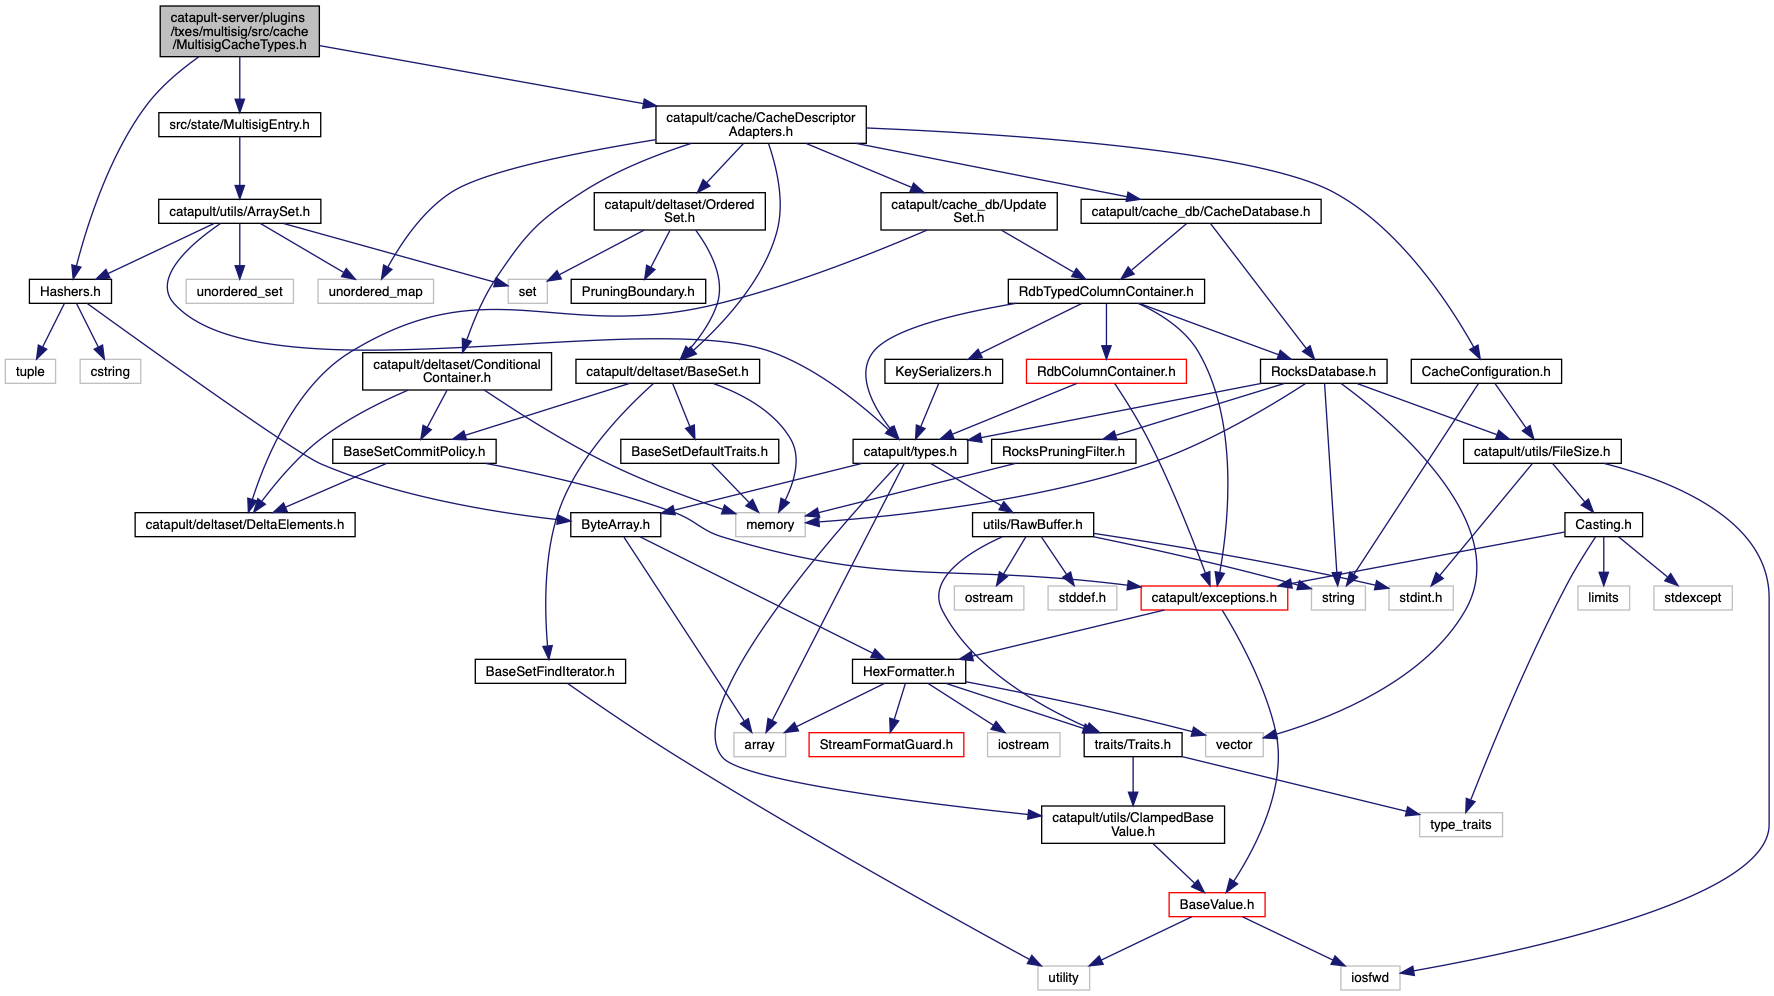 catapult-server/plugins
/txes/multisig/src/cache
/MultisigCacheTypes.h
src/state/MultisigEntry.h
catapult/cache/CacheDescriptor
Adapters.h
catapult/utils/ArraySet.h
catapult/deltaset/Ordered
Set.h
catapult/cache_db/Update
Set.h
catapult/cache_db/CacheDatabase.h
Hashers.h
unordered_set
unordered_map
set
PruningBoundary.h
RdbTypedColumnContainer.h
tuple
cstring
catapult/deltaset/Conditional
Container.h
catapult/deltaset/BaseSet.h
KeySerializers.h
RdbColumnContainer.h
RocksDatabase.h
CacheConfiguration.h
BaseSetCommitPolicy.h
BaseSetDefaultTraits.h
catapult/types.h
RocksPruningFilter.h
catapult/utils/FileSize.h
catapult/deltaset/DeltaElements.h
ByteArray.h
memory
utils/RawBuffer.h
Casting.h
ostream
stddef.h
catapult/exceptions.h
string
stdint.h
limits
stdexcept
BaseSetFindIterator.h
HexFormatter.h
array
StreamFormatGuard.h
iostream
traits/Traits.h
vector
catapult/utils/ClampedBase
Value.h
type_traits
BaseValue.h
utility
iosfwd